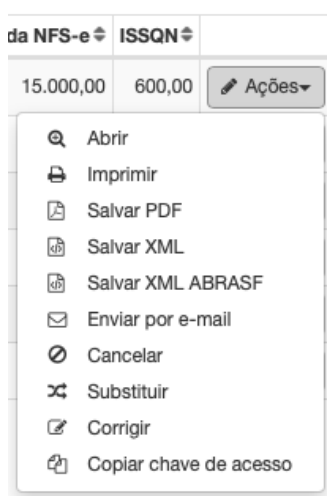 da NFS-e ISSQN
15.000,00 600,00 Ações
Abrir
Imprimir
Salvar PDF
Salvar XML
Salvar XML ABRASF
Enviar por e-mail
Cancelar
Substituir
Corrigir
Copiar chave de acesso